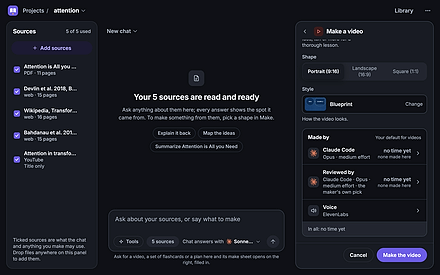 Projects / attention
Library
Sources
5 of 5 used
+ Add sources
Attention is All you ...
PDF · 11 pages
Devlin et al. 2018, B...
web · 15 pages
Wikipedia, Transfor...
web · 16 pages
Bahdanau et al. 201...
web · 15 pages
Attention in transfo...
YouTube
Title only
Ticked sources are what the chat
and anything you make may use.
Drop files anywhere on this panel
to add them.
New chat
Your 5 sources are read and ready
Ask anything about them here; every answer shows the spot it
came from. To make something from them, pick a shape in Make.
Explain it back
Map the ideas
Summarize Attention is All you Need
Ask about your sources, or say what to make
Tools
5 sources
Chat answers with
Sonne...
Ask for a video, a set of flashcards or a plan here and its make sheet opens on the
right, filled in.
Make a video
thorough lesson.
Shape
Portrait (9:16)
Landscape
(16:9)
Square (1:1)
Style
Blueprint
Change
How the video looks.
Made by
Your default for videos
Claude Code
Opus · medium effort
no time yet
none made here
Reviewed by
Claude Code · Opus ·
medium effort · the
maker's own pick
no time yet
none made here
Voice
ElevenLabs
In all: no time yet
Cancel
Make the video